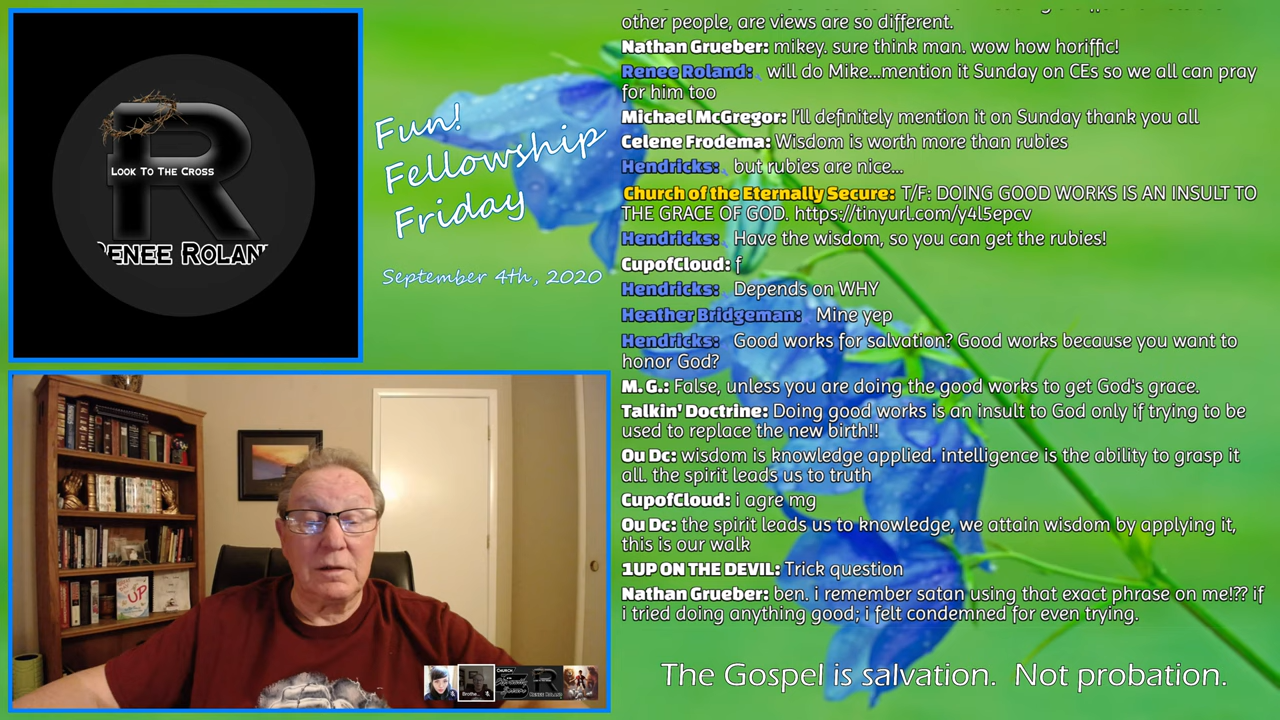 LOOK TO THE CROSS
RENEE ROLAN
Fun!
Fellowship
Friday
September 4th, 2020
other people, are views are so different.
Nathan Grueber: mikey. sure think man. wow how horiffic!
Renee Roland: will do Mike...mention it Sunday on CEs so we all can pray
for him too
Michael McGregor: I'll definitely mention it on Sunday thank you all
Celene Frodema: Wisdom is worth more than rubies
Hendricks: but rubies are nice...
Church of the Eternally Secure: T/F: DOING GOOD WORKS IS AN INSULT TO
THE GRACE OF GOD. https://tinyurl.com/y4l5epcv
Hendricks: Have the wisdom, so you can get the rubies!
CupofCloud: f
Hendricks: Depends on WHY
Heather Bridgeman: Mine yep
Hendricks: Good works for salvation? Good works because you want to
honor God?
M. G.: False, unless you are doing the good works to get God's grace.
Talkin' Doctrine: Doing good works is an insult to God only if trying to be
used to replace the new birth!!
Ou Dc: wisdom is knowledge applied. intelligence is the ability to grasp it
all. the spirit leads us to truth
CupofCloud: i agre mg
Ou Dc: the spirit leads us to knowledge, we attain wisdom by applying it,
this is our walk
1UP ON THE DEVIL: Trick question
Nathan Grueber: ben. i remember satan using that exact phrase on me!?? if
i tried doing anything good; i felt condemned for even trying.
UP
Brothe...
The Gospel is salvation. Not probation.